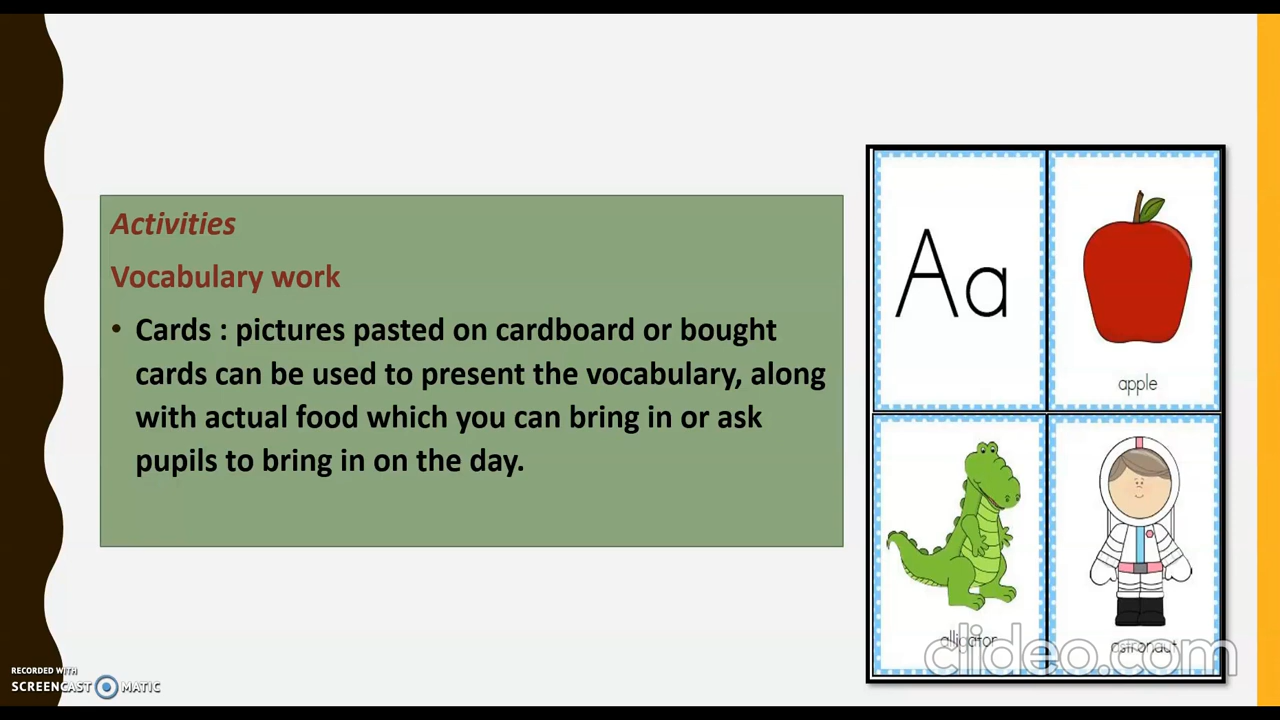 Activities
Vocabulary work
• Cards : pictures pasted on cardboard or bought
cards can be used to present the vocabulary, along
with actual food which you can bring in or ask
pupils to bring in on the day.
Aa
apple
alligator
astronaut
clideo.com
RECORDED WITH
SCREENCAST MATIC